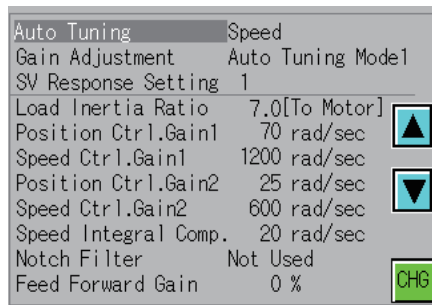 Auto Tuning Speed
Gain Adjustment Auto Tuning Mode1
SV Response Setting 1
Load Inertia Ratio 7.0[To Motor]
Position Ctrl.Gain1 70 rad/sec
Speed Ctrl.Gain1 1200 rad/sec
Position Ctrl.Gain2 25 rad/sec
Speed Ctrl.Gain2 600 rad/sec
Speed Integral Comp. 20 rad/sec
Notch Filter Not Used
Feed Forward Gain 0 %
CHG